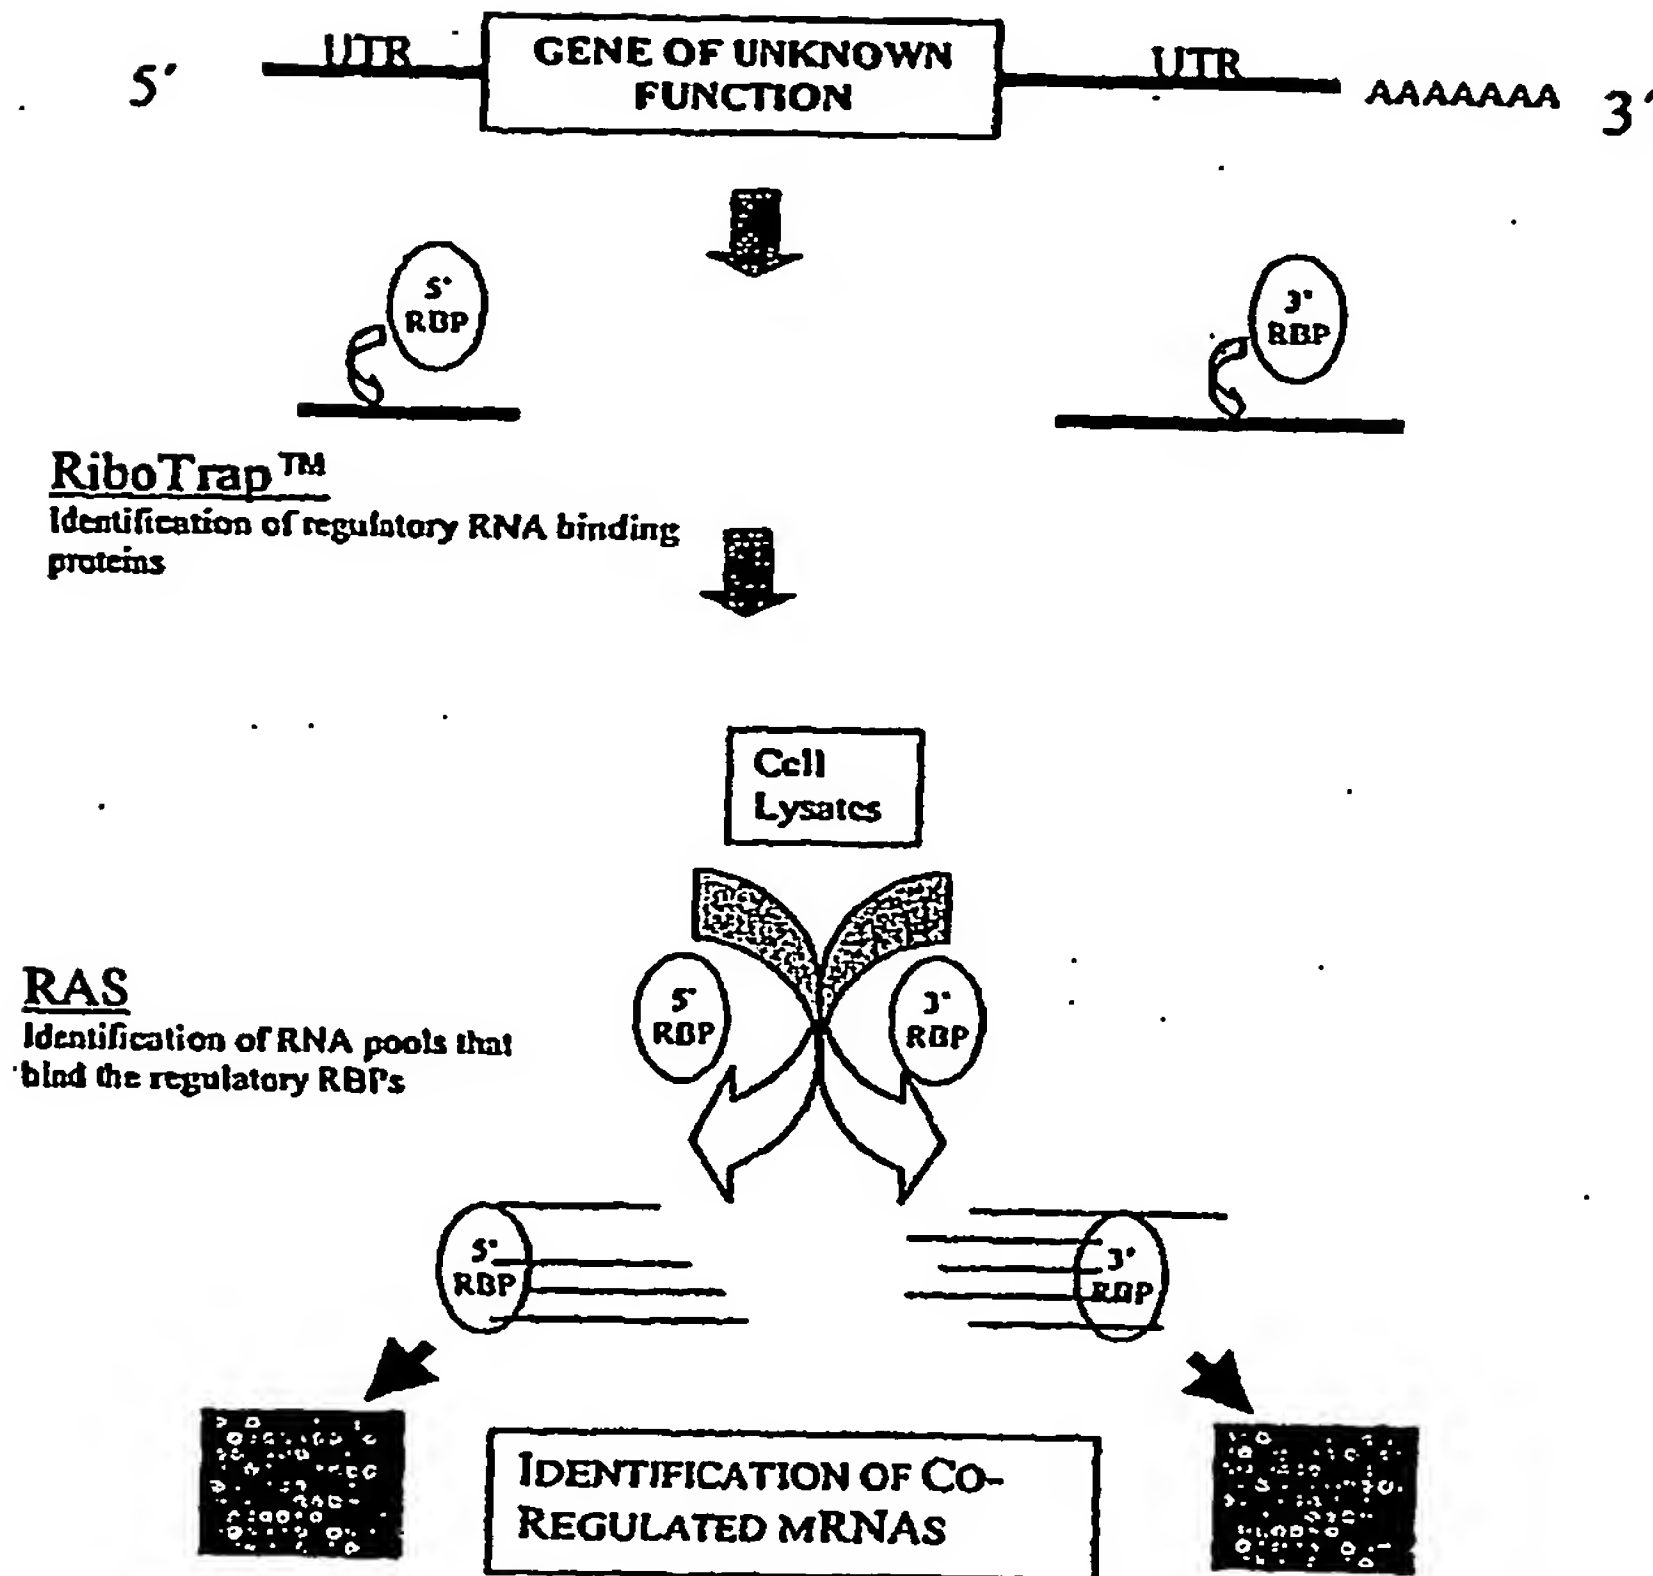 5′ UTR GENE OF UNKNOWN UTR AAAAAAA 3′
FUNCTION
5'
RBP
3'
RBP
RiboTrap™
Identification of regulatory RNA binding
proteins
Cell
Lysates
RAS
Identification of RNA pools that
bind the regulatory RBPs
5'
RBP
3'
RBP
5'
RBP
3'
RBP
IDENTIFICATION OF CO-
REGULATED MRNAS